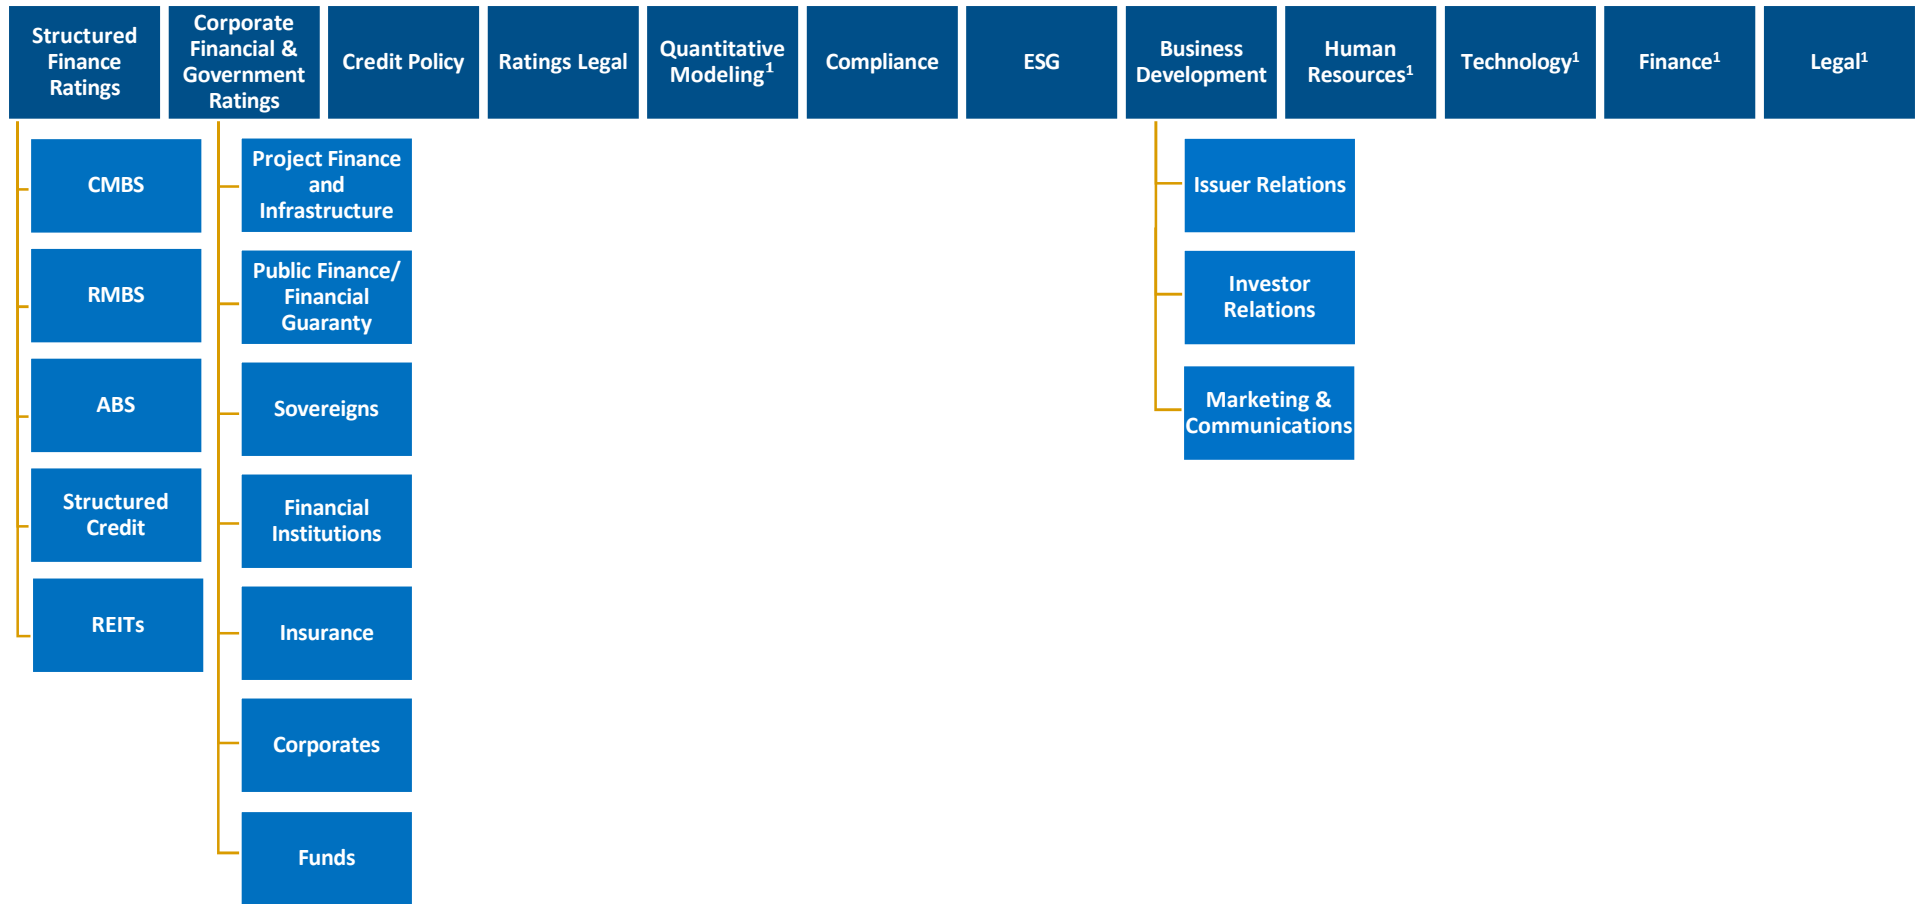 Structured
Finance
Ratings
Corporate
Financial &
Government
Ratings
Credit Policy
Ratings Legal
Quantitative
Modeling¹
Compliance
ESG
Business
Development
Human
Resources¹
Technology¹
Finance¹
Legal¹
CMBS
RMBS
ABS
Structured
Credit
REITs
Project Finance
and
Infrastructure
Public Finance/
Financial
Guaranty
Sovereigns
Financial
Institutions
Insurance
Corporates
Funds
Issuer Relations
Investor
Relations
Marketing &
Communications